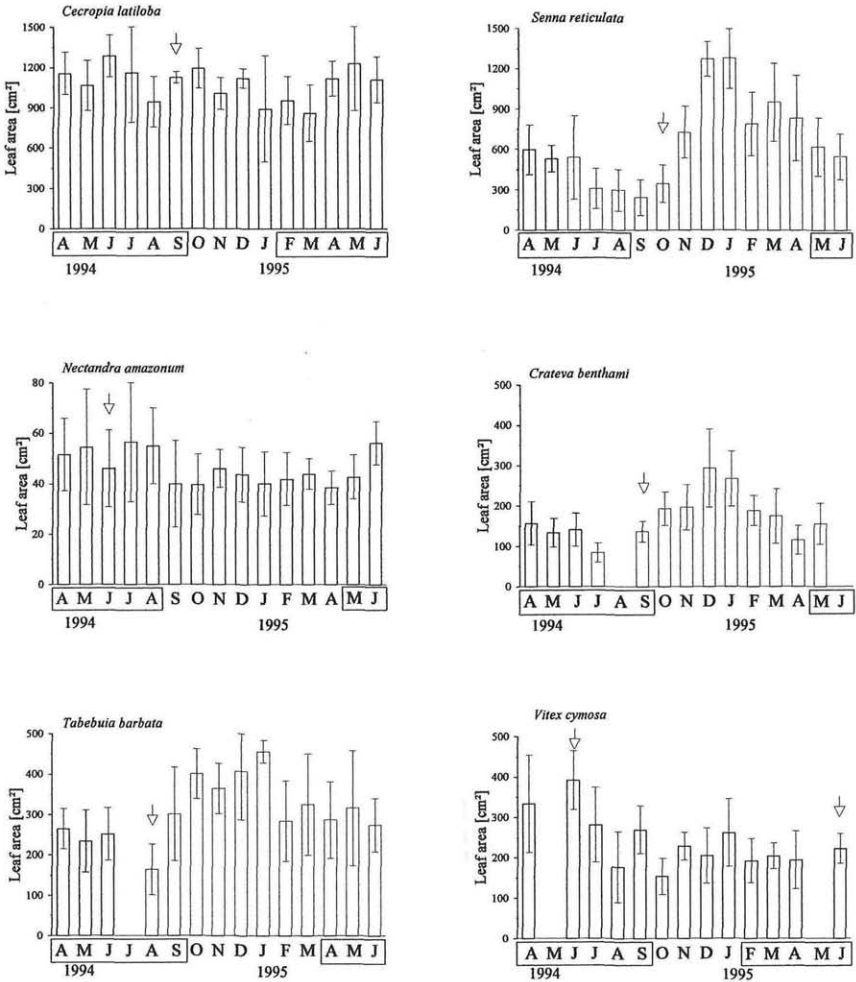 Cecropia latiloba
Leaf area [cm²]
1500
1200
900
600
300
0
A M J J A S O N D J F M A M J
1994 1995
Senna reticulata
Leaf area [cm²]
1500
1200
900
600
300
0
A M J J A S O N D J F M A M J
1994 1995
Nectandra amazonum
Leaf area [cm²]
80
60
40
20
0
A M J J A S O N D J F M A M J
1994 1995
Crateva benthami
Leaf area [cm²]
500
400
300
200
100
0
A M J J A S O N D J F M A M J
1994 1995
Tabebuia barbata
Leaf area [cm²]
500
400
300
200
100
0
A M J J A S O N D J F M A M J
1994 1995
Vitex cymosa
Leaf area [cm²]
500
400
300
200
100
0
A M J J A S O N D J F M A M J
1994 1995